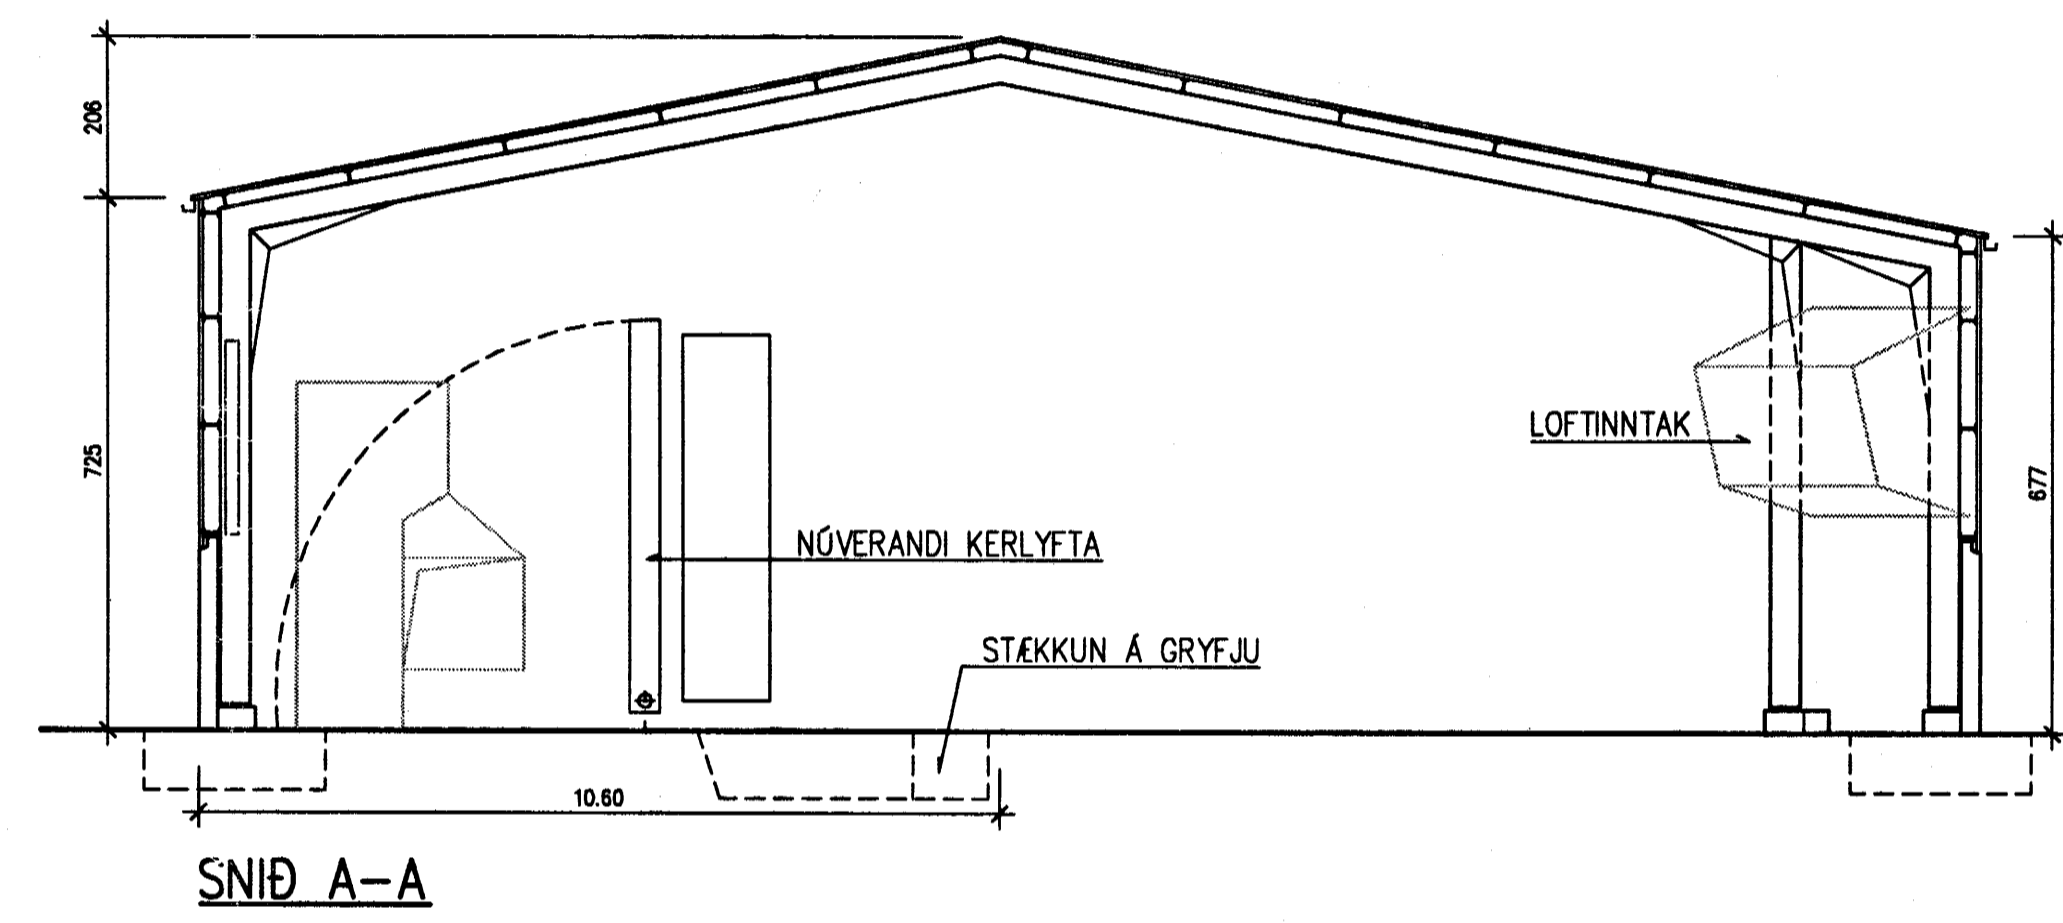 206
725
LOFTINNTAK
677
NÚVERANDI KERLYFTA
STÆKKUN Á GRYFJU
10.60
SNIÐ A-A